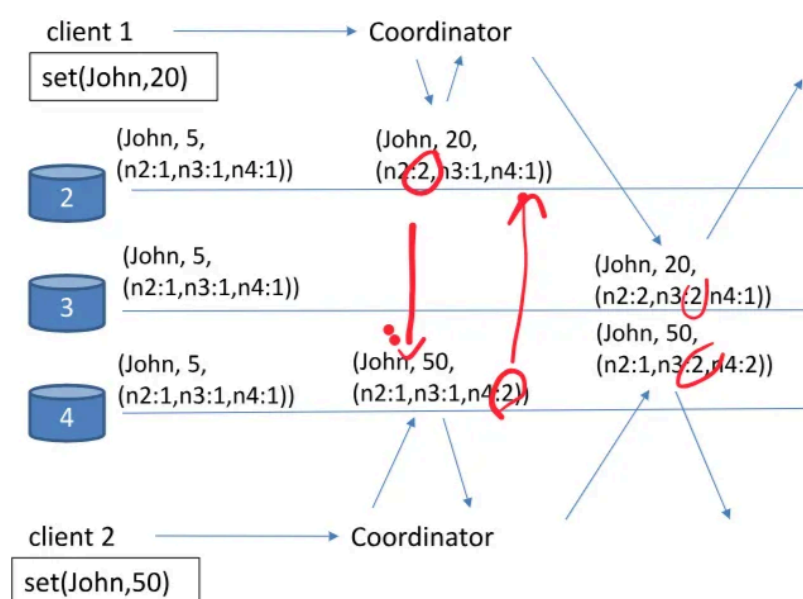 client 1
Coordinator
set(John,20)
(John, 5,
(n2:1,n3:1,n4:1))
(John, 20,
(n2:2,n3:1,n4:1))
2
(John, 5,
(n2:1,n3:1,n4:1))
(John, 20,
(n2:2,n3:2,n4:1))
3
(John, 50,
(n2:1,n3:2,n4:2))
(John, 5,
(n2:1,n3:1,n4:1))
(John, 50,
(n2:1,n3:1,n4:2))
4
client 2
Coordinator
set(John,50)